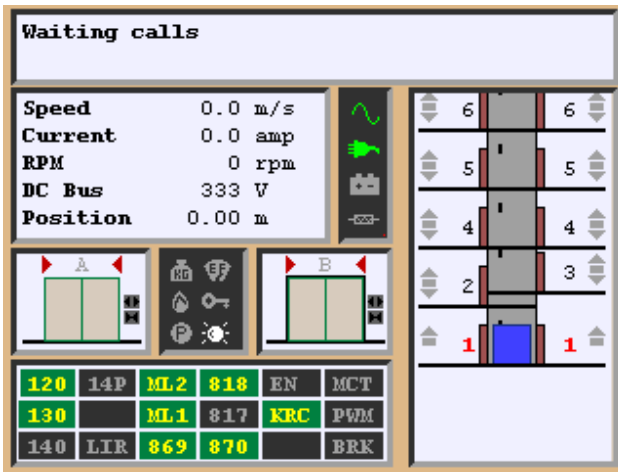 Waiting calls
Speed 0.0 m/s
Current 0.0 amp
RPM 0 rpm
DC Bus 333 V
Position 0.00 m
6 6
5 5
4 4
2 3
1 1
A
KG
P
B
120 14P ML2 818 EN MCT
130 ML1 817 KRC PWM
140 LIR 869 870 BRK